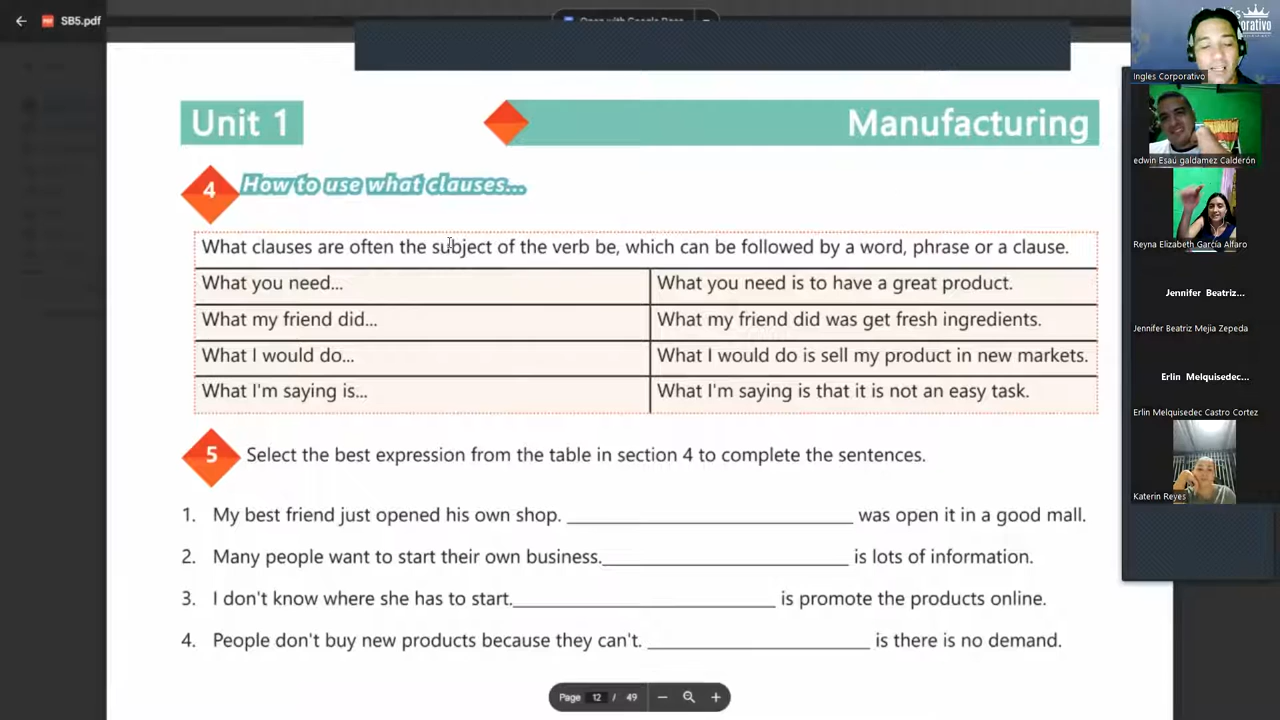 SB5.pdf
Open with Google Docs
Unit 1
Manufacturing
4
How to use what clauses...
What clauses are often the subject of the verb be, which can be followed by a word, phrase or a clause.
What you need... What you need is to have a great product.
What my friend did... What my friend did was get fresh ingredients.
What I would do... What I would do is sell my product in new markets.
What I'm saying is... What I'm saying is that it is not an easy task.
5 Select the best expression from the table in section 4 to complete the sentences.
1. My best friend just opened his own shop. ____________________ was open it in a good mall.
2. Many people want to start their own business.____________________ is lots of information.
3. I don't know where she has to start.____________________ is promote the products online.
4. People don't buy new products because they can't. ____________________ is there is no demand.
Page 12 / 49
Ingles Corporativo
edwin Esaú galdamez Calderón
Reyna Elizabeth García Alfaro
Jennifer Beatriz...
Jennifer Beatriz Mejia Zepeda
Erlin Melquisedec...
Erlin Melquisedec Castro Cortez
Katerin Reyes